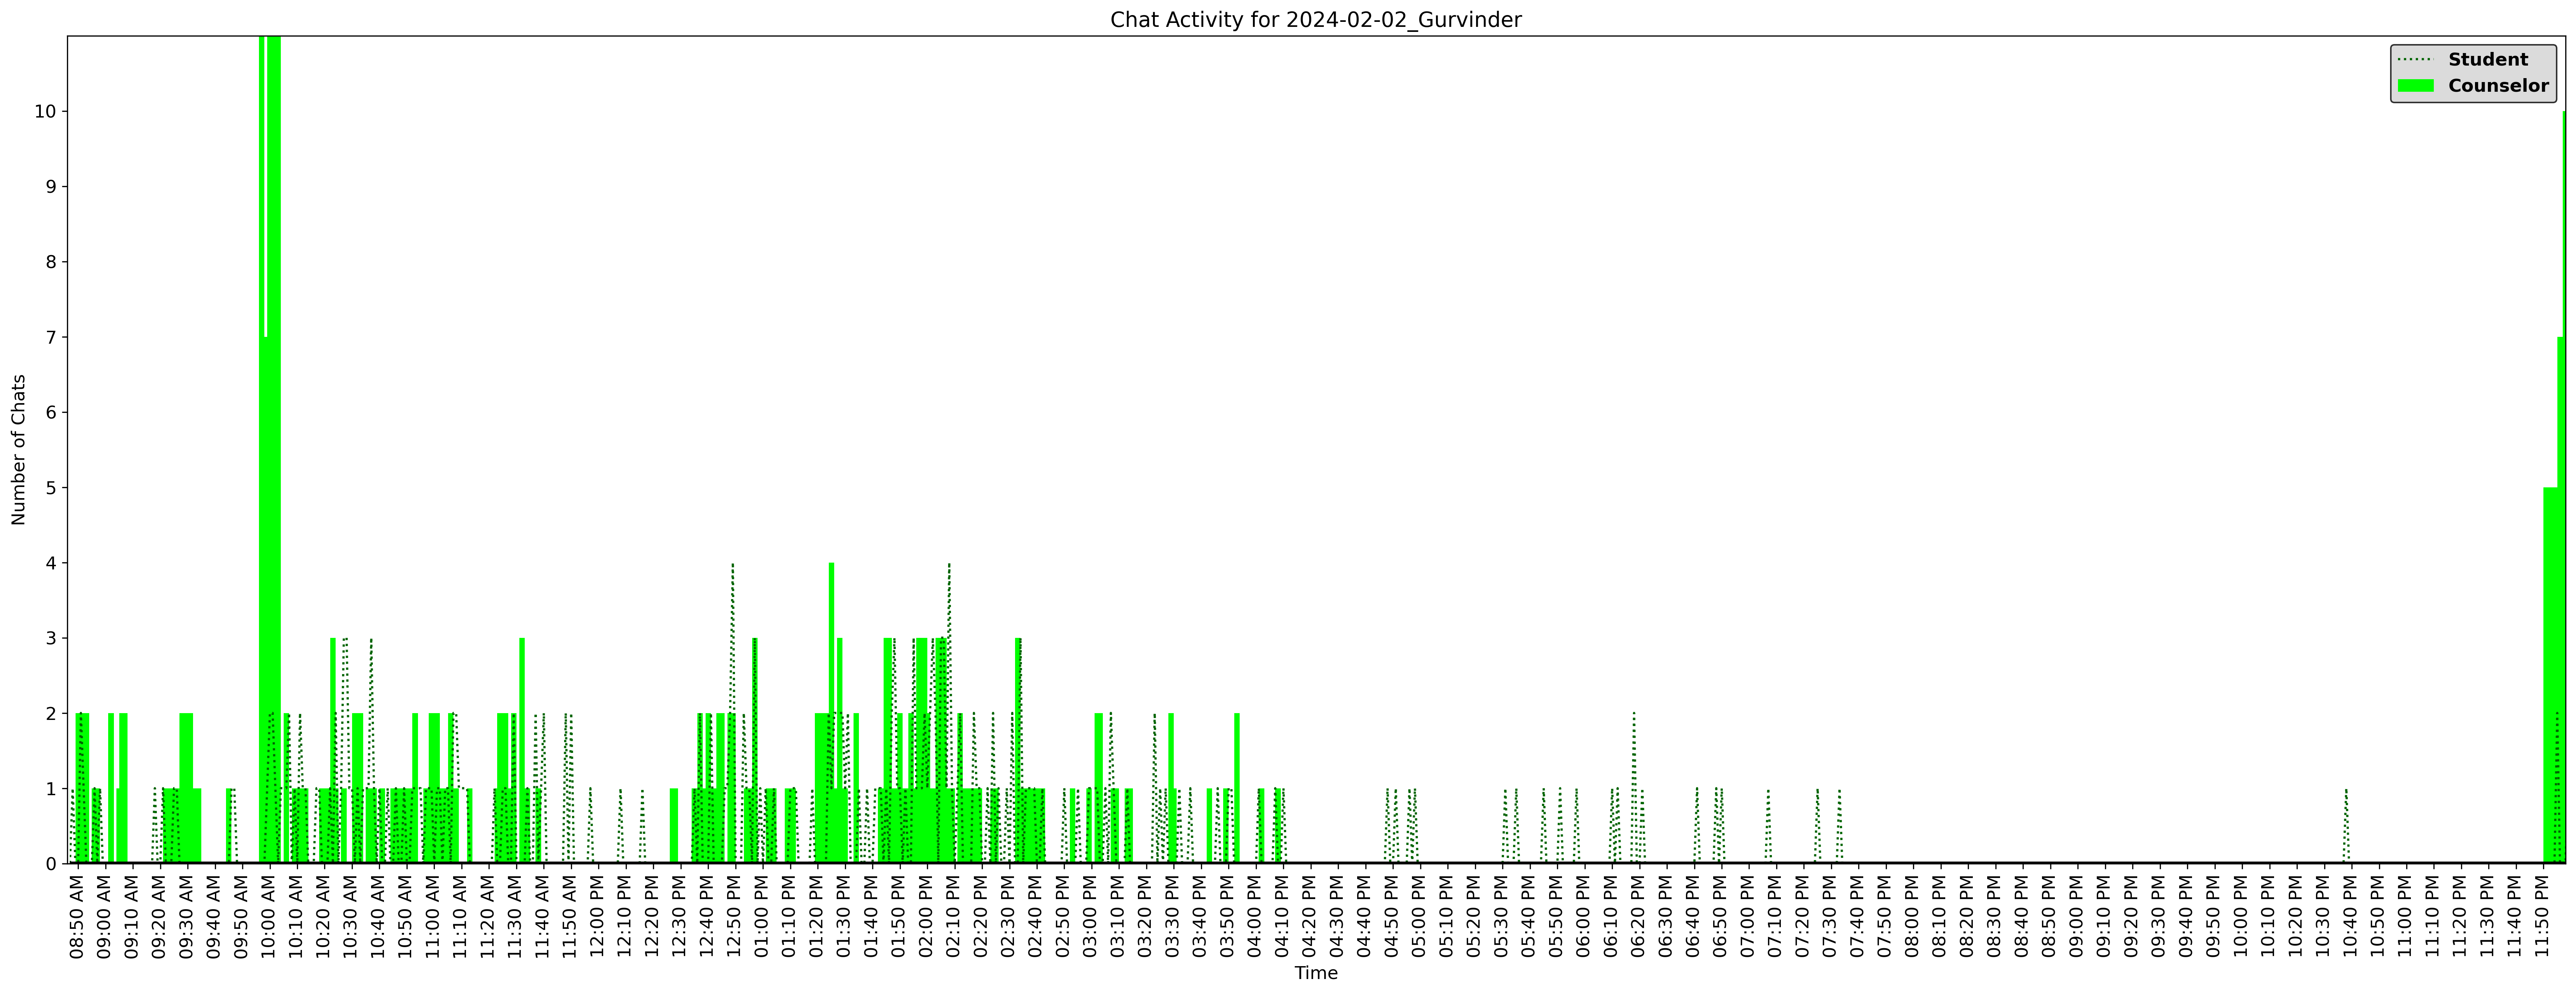 Chat Activity for 2024-02-02_Gurvinder
Student
Counselor
Number of Chats
10
9
8
7
6
5
4
3
2
1
0
08:50 AM
09:00 AM
09:10 AM
09:20 AM
09:30 AM
09:40 AM
09:50 AM
10:00 AM
10:10 AM
10:20 AM
10:30 AM
10:40 AM
10:50 AM
11:00 AM
11:10 AM
11:20 AM
11:30 AM
11:40 AM
11:50 AM
12:00 PM
12:10 PM
12:20 PM
12:30 PM
12:40 PM
12:50 PM
01:00 PM
01:10 PM
01:20 PM
01:30 PM
01:40 PM
01:50 PM
02:00 PM
02:10 PM
02:20 PM
02:30 PM
02:40 PM
02:50 PM
03:00 PM
03:10 PM
03:20 PM
03:30 PM
03:40 PM
03:50 PM
04:00 PM
04:10 PM
04:20 PM
04:30 PM
04:40 PM
04:50 PM
05:00 PM
05:10 PM
05:20 PM
05:30 PM
05:40 PM
05:50 PM
06:00 PM
06:10 PM
06:20 PM
06:30 PM
06:40 PM
06:50 PM
07:00 PM
07:10 PM
07:20 PM
07:30 PM
07:40 PM
07:50 PM
08:00 PM
08:10 PM
08:20 PM
08:30 PM
08:40 PM
08:50 PM
09:00 PM
09:10 PM
09:20 PM
09:30 PM
09:40 PM
09:50 PM
10:00 PM
10:10 PM
10:20 PM
10:30 PM
10:40 PM
10:50 PM
11:00 PM
11:10 PM
11:20 PM
11:30 PM
11:40 PM
11:50 PM
Time